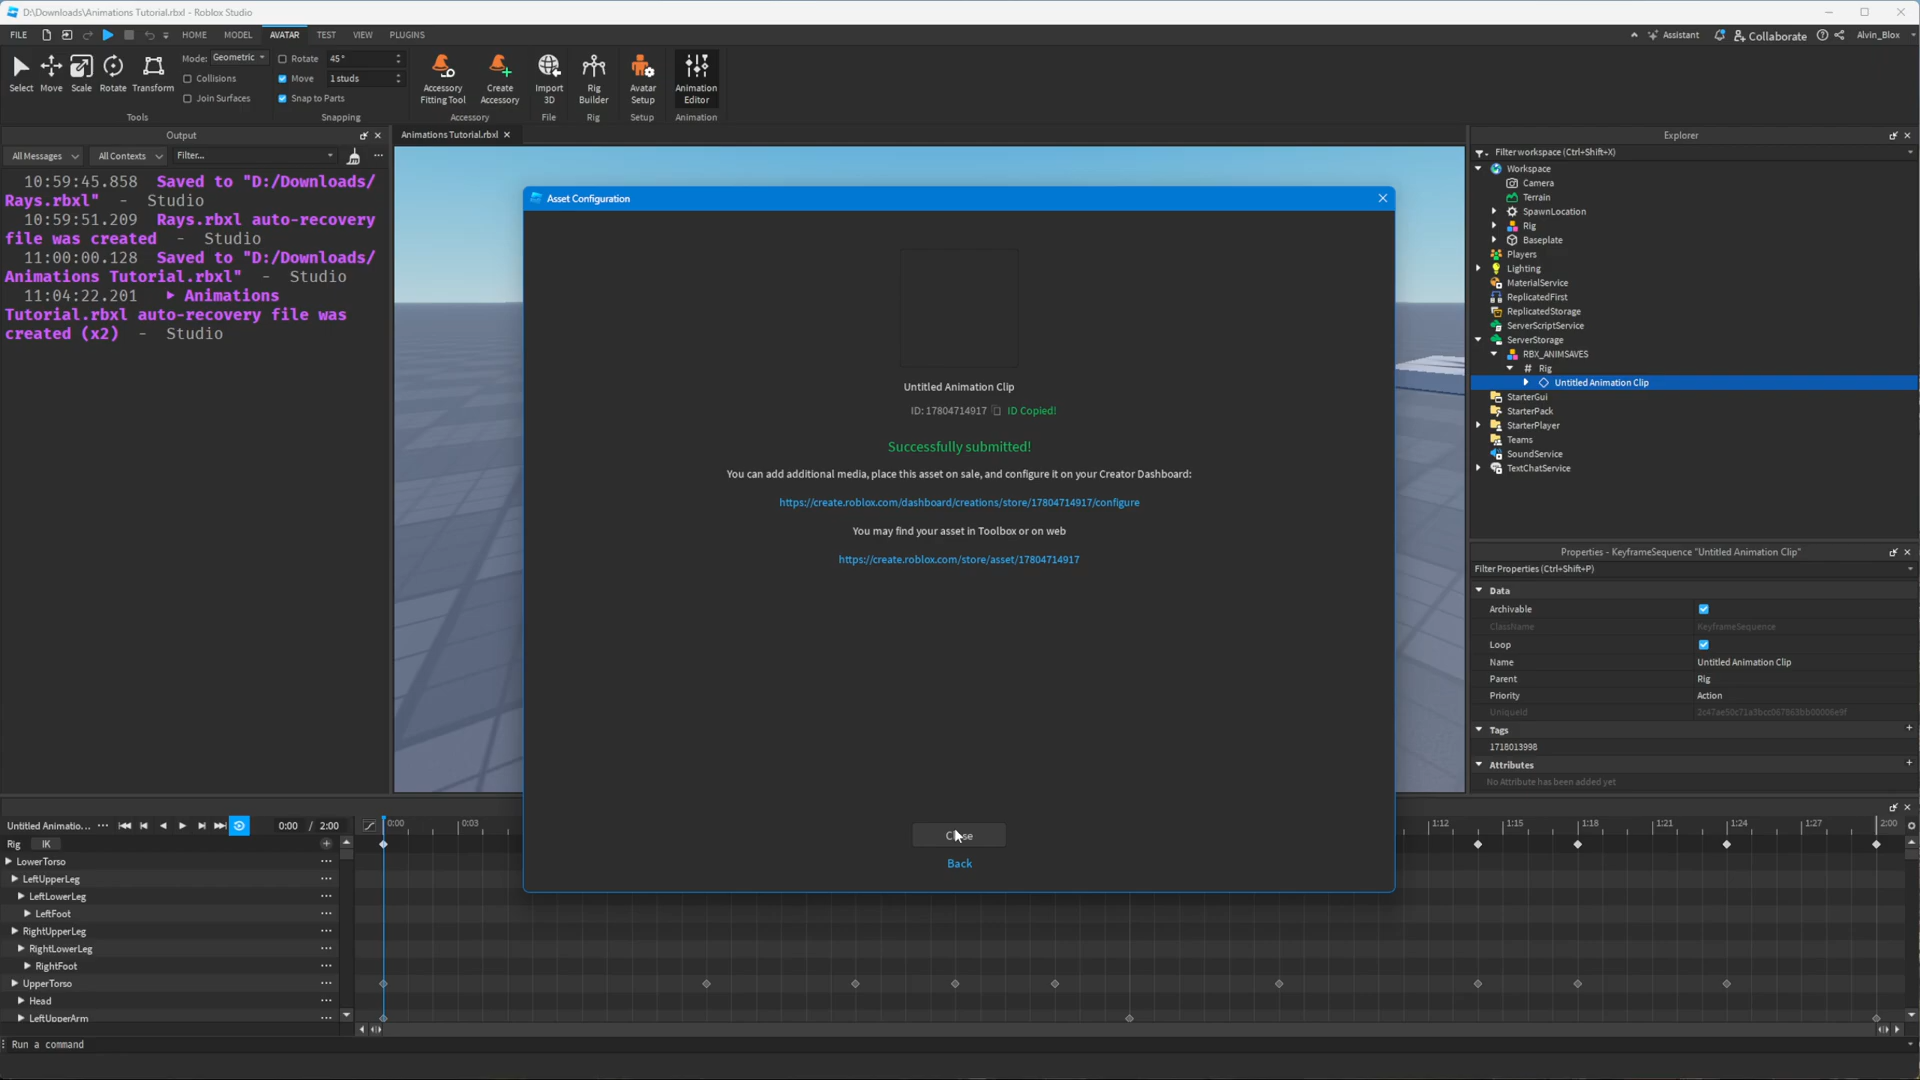 D:\Downloads\Animations Tutorial.rbxl - Roblox Studio
FILE HOME MODEL AVATAR TEST VIEW PLUGINS Assistant Collaborate Alvin_Blox
Select Move Scale Rotate Transform
Mode: Geometric
Collisions
Join Surfaces
Rotate 45°
Move 1 studs
Snap to Parts
Accessory Fitting Tool
Create Accessory
Import 3D
Rig Builder
Avatar Setup
Animation Editor
Tools Snapping Accessory File Rig Setup Animation
Output
All Messages All Contexts Filter...
10:59:45.858 Saved to "D:/Downloads/
Rays.rbxl" - Studio
10:59:51.209 Rays.rbxl auto-recovery
file was created - Studio
11:00:00.128 Saved to "D:/Downloads/
Animations Tutorial.rbxl" - Studio
11:04:22.201 Animations
Tutorial.rbxl auto-recovery file was
created (x2) - Studio
Animations Tutorial.rbxl
Asset Configuration
Untitled Animation Clip
ID: 17804714917 ID Copied!
Successfully submitted!
You can add additional media, place this asset on sale, and configure it on your Creator Dashboard:
https://create.roblox.com/dashboard/creations/store/17804714917/configure
You may find your asset in Toolbox or on web
https://create.roblox.com/store/asset/17804714917
Back
Explorer
Filter workspace (Ctrl+Shift+X)
Workspace
Camera
Terrain
SpawnLocation
Rig
Baseplate
Players
Lighting
MaterialService
ReplicatedFirst
ReplicatedStorage
ServerScriptService
ServerStorage
RBX_ANIMSAVES
# Rig
Untitled Animation Clip
StarterGui
StarterPack
StarterPlayer
Teams
SoundService
TextChatService
Properties - KeyframeSequence "Untitled Animation Clip"
Filter Properties (Ctrl+Shift+P)
Data
Archivable
ClassName KeyframeSequence
Loop
Name Untitled Animation Clip
Parent Rig
Priority Action
UniqueId
Tags
1718013998
Attributes
No Attribute has been added yet
Untitled Animatio... 0:00 / 2:00 0:00 0:03 1:12 1:15 1:18 1:21 1:24 1:27 2:00
Rig IK
LowerTorso
LeftUpperLeg
LeftLowerLeg
LeftFoot
RightUpperLeg
RightLowerLeg
RightFoot
UpperTorso
Head
LeftUpperArm
Run a command